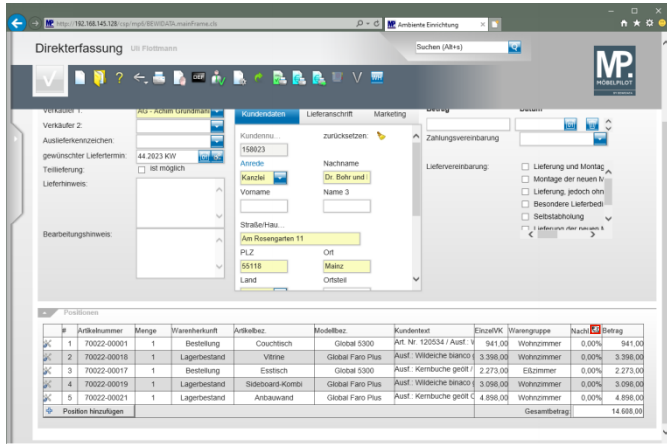 http://192.168.145.128/csp/mp6/BEWIDATA.mainFrame.cls
Ambiente Einrichtung
Direkterfassung Uli Flottmann
Suchen (Alt+s)
MP.
MÖBELPILOT
Verkäufer 1: AG - Achim Grundmann
Verkäufer 2:
Auslieferkennzeichen:
gewünschter Liefertermin: 44.2023 KW
Teillieferung: ist möglich
Lieferhinweis:
Bearbeitungshinweis:
Kundendaten Lieferanschrift Marketing
Kundennu... zurücksetzen:
158023
Anrede Nachname
Kanzlei Dr. Bohr und
Vorname Name 3
Straße/Hau...
Am Rosengarten 11
PLZ Ort
55118 Mainz
Land Ortsteil
Betrag Datum
Zahlungsvereinbarung
Liefervereinbarung:
Lieferung und Montag
Montage der neuen M
Lieferung, jedoch ohn
Besondere Lieferbedi
Selbstabholung
Lieferung der neuen M
Positionen
# Artikelnummer Menge Warenherkunft Artikelbez. Modellbez. Kundentext EinzelVK Warengruppe Nachl Betrag
1 70022-00001 1 Bestellung Couchtisch Global 5300 Art. Nr. 120534 / Ausf.: W 941,00 Wohnzimmer 0,00% 941,00
2 70022-00018 1 Lagerbestand Vitrine Global Faro Plus Ausf.: Wildeiche bianco 3.398,00 Wohnzimmer 0,00% 3.398,00
3 70022-00017 1 Bestellung Esstisch Global 5300 Ausf.: Kernbuche geölt / 2.273,00 Eßzimmer 0,00% 2.273,00
4 70022-00019 1 Lagerbestand Sideboard-Kombi Global Faro Plus Ausf.: Wildeiche binaco 3.098,00 Wohnzimmer 0,00% 3.098,00
5 70022-00021 1 Lagerbestand Anbauwand Global Faro Plus Ausf.: Kernbuche geölt 4.898,00 Wohnzimmer 0,00% 4.898,00
Position hinzufügen Gesamtbetrag: 14.608,00